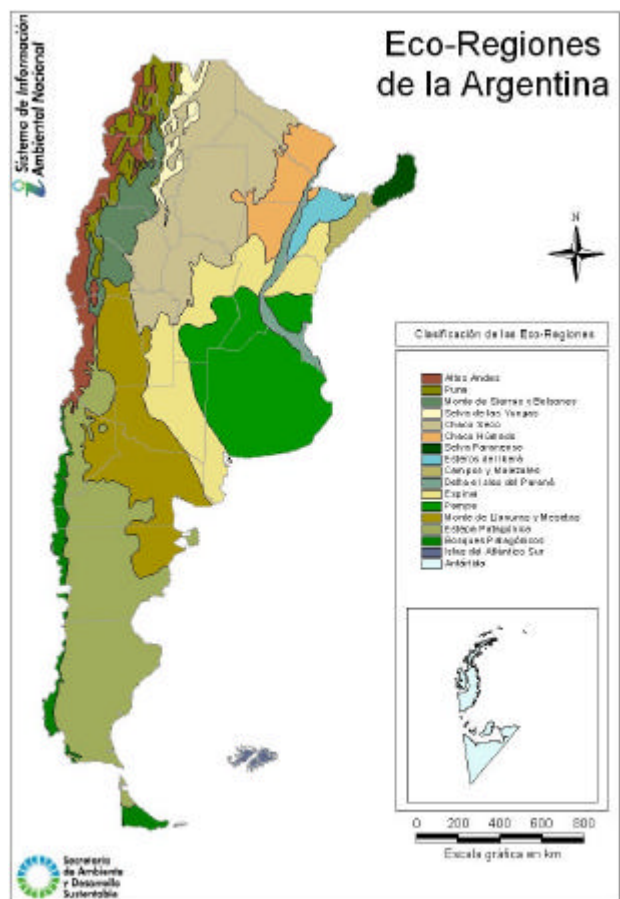 Sistema de Información
Ambiental Nacional
Eco-Regiones
de la Argentina
N
Clasificación de las Eco-Regiones
Altos Andes
Puna
Monte de Sierras y Bolsones
Selva de las Yungas
Chaco Seco
Chaco Húmedo
Selva Paranense
Esteros del Iberá
Campos y Malezales
Delta e Islas del Paraná
Espinal
Pampa
Monte de Llanuras y Mesetas
Estepa Patagónica
Bosques Patagónicos
Islas del Atlántico Sur
Antártida
0 200 400 600 800
Escala gráfica en km
Secretaría
de Ambiente
y Desarrollo
Sustentable